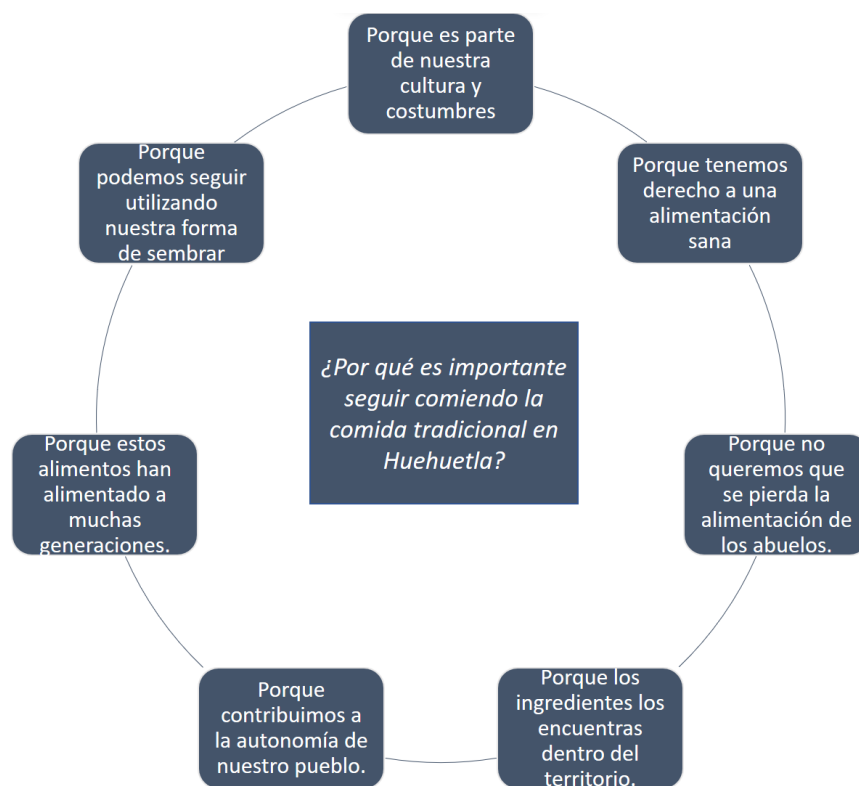 Porque es parte
de nuestra
cultura y
costumbres
Porque tenemos
derecho a una
alimentación
sana
Porque no
queremos que
se pierda la
alimentación de
los abuelos.
Porque los
ingredientes los
encuentras
dentro del
territorio.
Porque
contribuimos a
la autonomía de
nuestro pueblo.
Porque estos
alimentos han
alimentado a
muchas
generaciones.
Porque
podemos seguir
utilizando
nuestra forma
de sembrar
¿Por qué es importante
seguir comiendo la
comida tradicional en
Huehuetla?